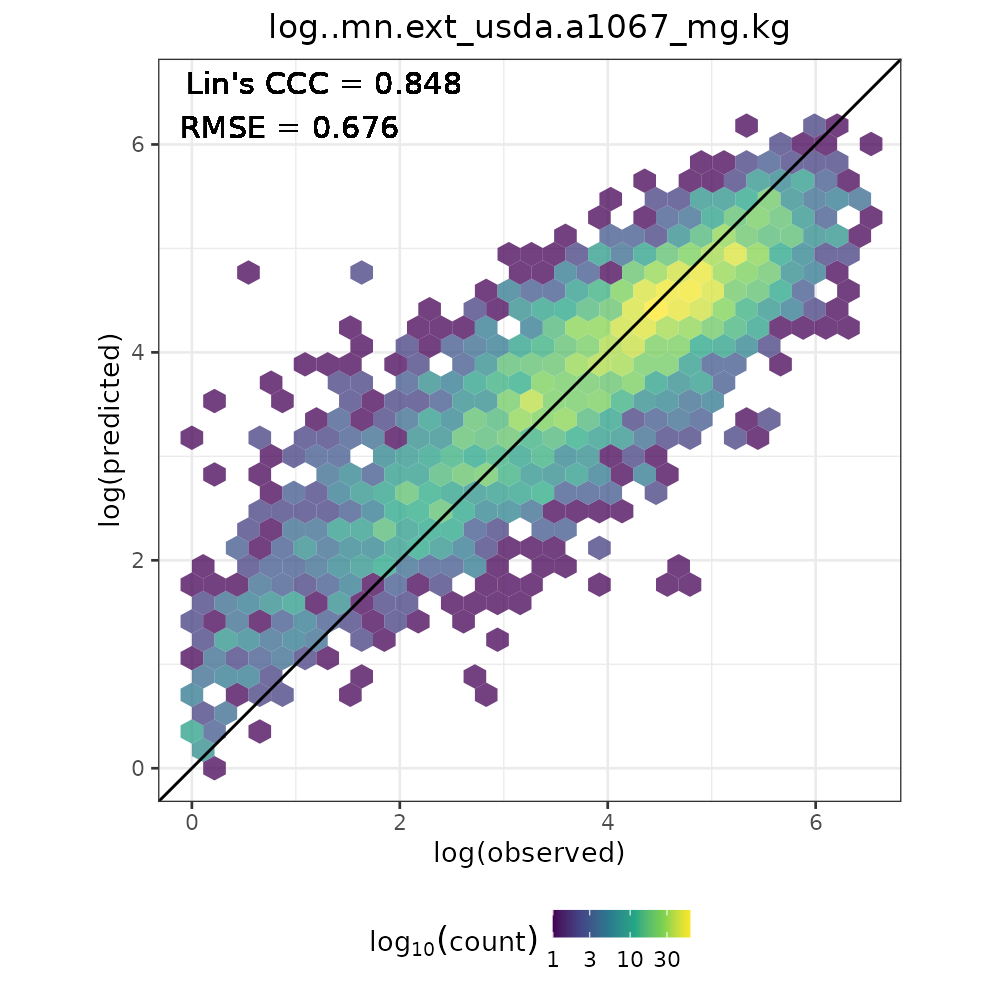 log..mn.ext_usda.a1067_mg.kg
Lin's CCC = 0.848
RMSE = 0.676
log(predicted)
6
4
2
0
0 2 4 6
log(observed)
log10(count)
1 3 10 30